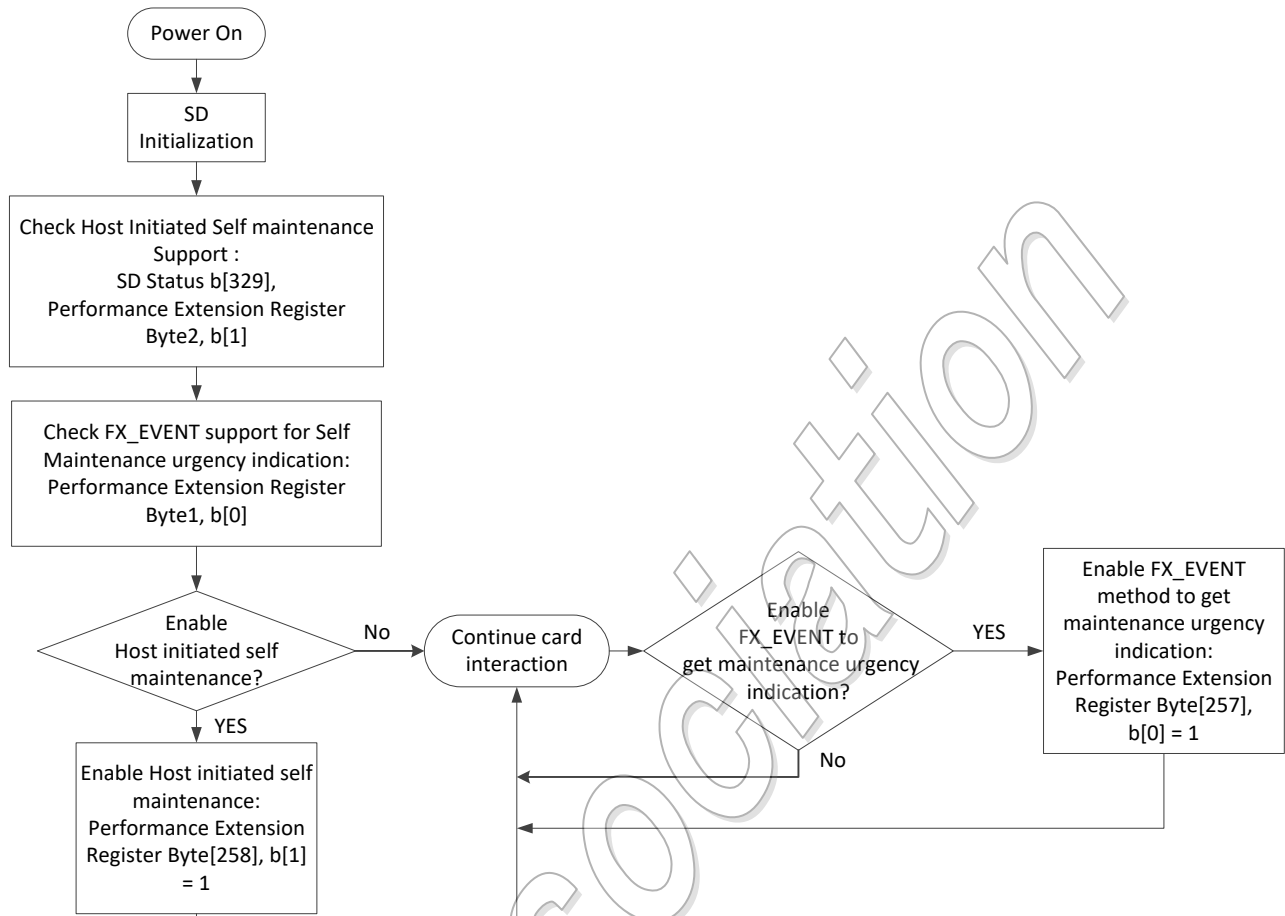 Power On
SD
Initialization
Check Host Initiated Self maintenance
Support :
SD Status b[329],
Performance Extension Register
Byte2, b[1]
Check FX_EVENT support for Self
Maintenance urgency indication:
Performance Extension Register
Byte1, b[0]
Enable
Host initiated self
maintenance?
No
YES
Continue card
interaction
Enable
FX_EVENT to
get maintenance urgency
indication?
YES
No
Enable FX_EVENT
method to get
maintenance urgency
indication:
Performance Extension
Register Byte[257],
b[0] = 1
Enable Host initiated self
maintenance:
Performance Extension
Register Byte[258], b[1]
= 1
ociation